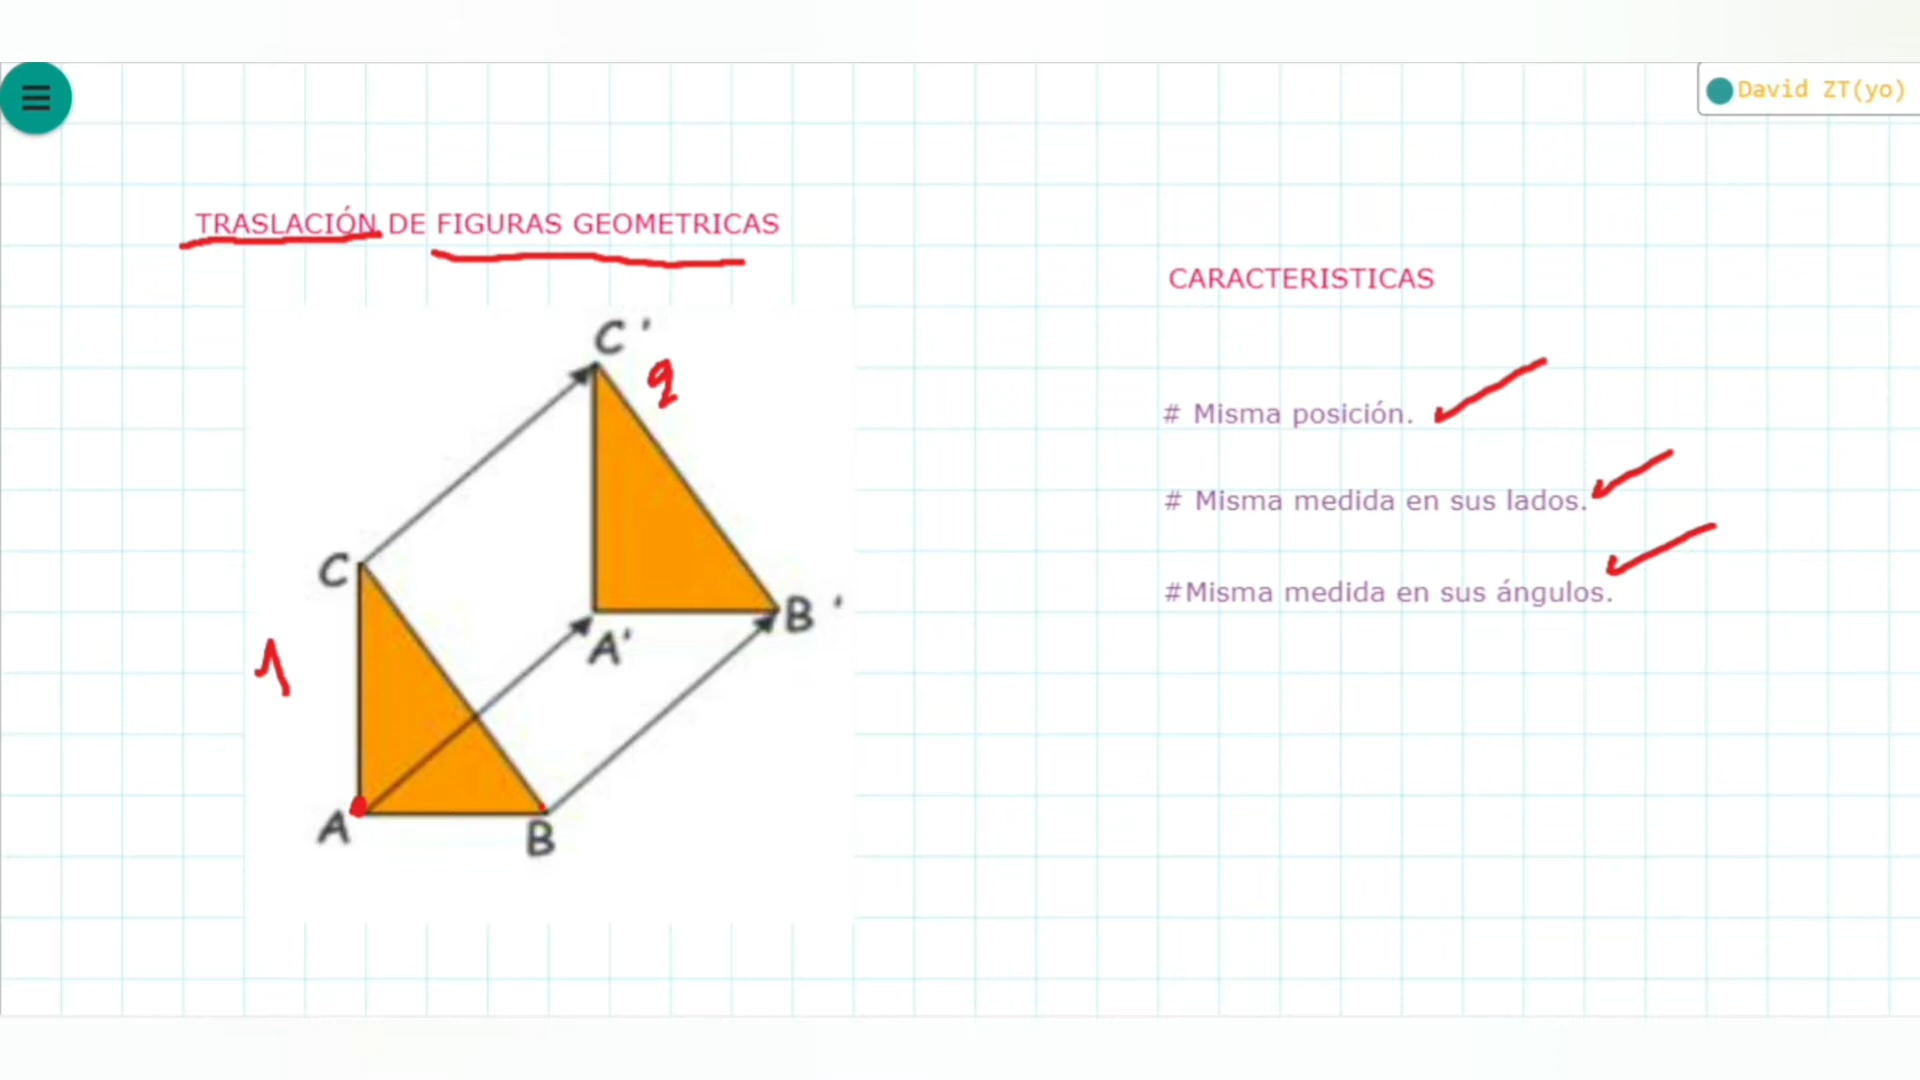 David ZT(yo)
TRASLACIÓN DE FIGURAS GEOMETRICAS
CARACTERISTICAS
# Misma posición.
# Misma medida en sus lados.
#Misma medida en sus ángulos.
C '
2
C
B '
A'
1
A
B